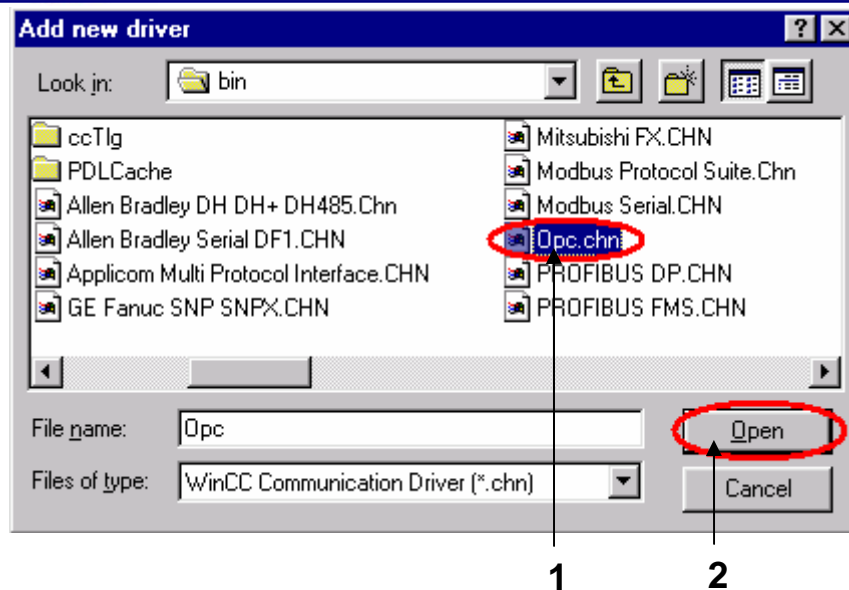 Add new driver
Look in: bin
ccTlg
PDLCache
Allen Bradley DH DH+ DH485.Chn
Allen Bradley Serial DF1.CHN
Applicom Multi Protocol Interface.CHN
GE Fanuc SNP SNPX.CHN
Mitsubishi FX.CHN
Modbus Protocol Suite.Chn
Modbus Serial.CHN
Opc.chn
PROFIBUS DP.CHN
PROFIBUS FMS.CHN
File name: Opc Open
Files of type: WinCC Communication Driver (*.chn) Cancel
1 2